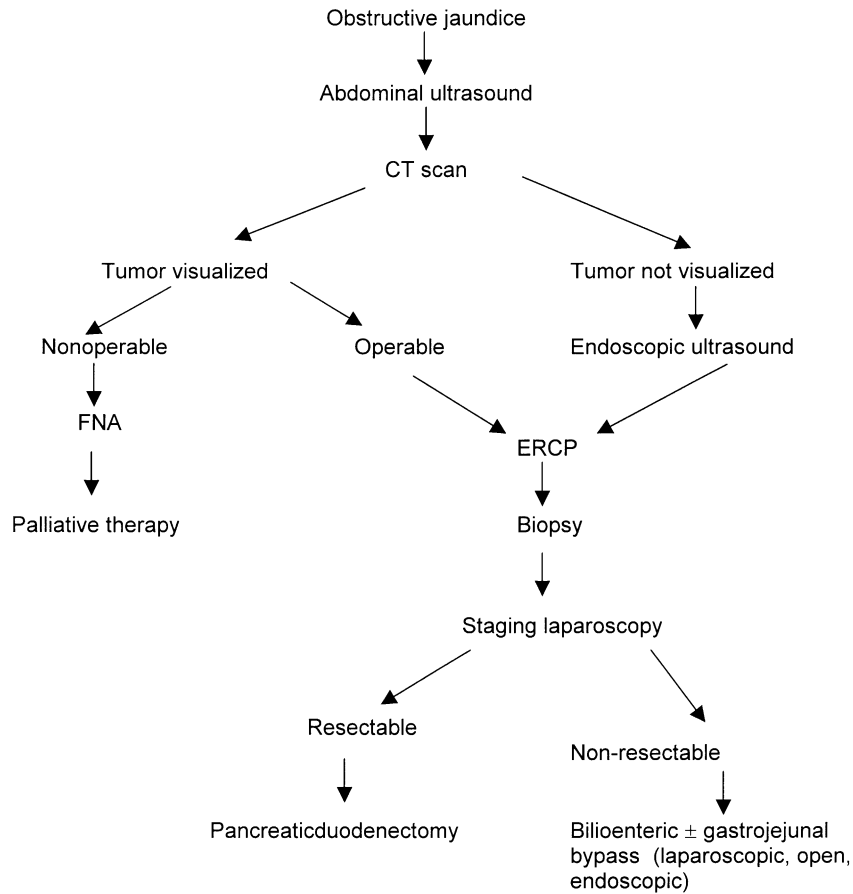 Obstructive jaundice
Abdominal ultrasound
CT scan
Tumor visualized
Tumor not visualized
Nonoperable
Operable
Endoscopic ultrasound
FNA
ERCP
Palliative therapy
Biopsy
Staging laparoscopy
Resectable
Non-resectable
Pancreaticduodenectomy
Bilioenteric ± gastrojejunal
bypass (laparoscopic, open,
endoscopic)